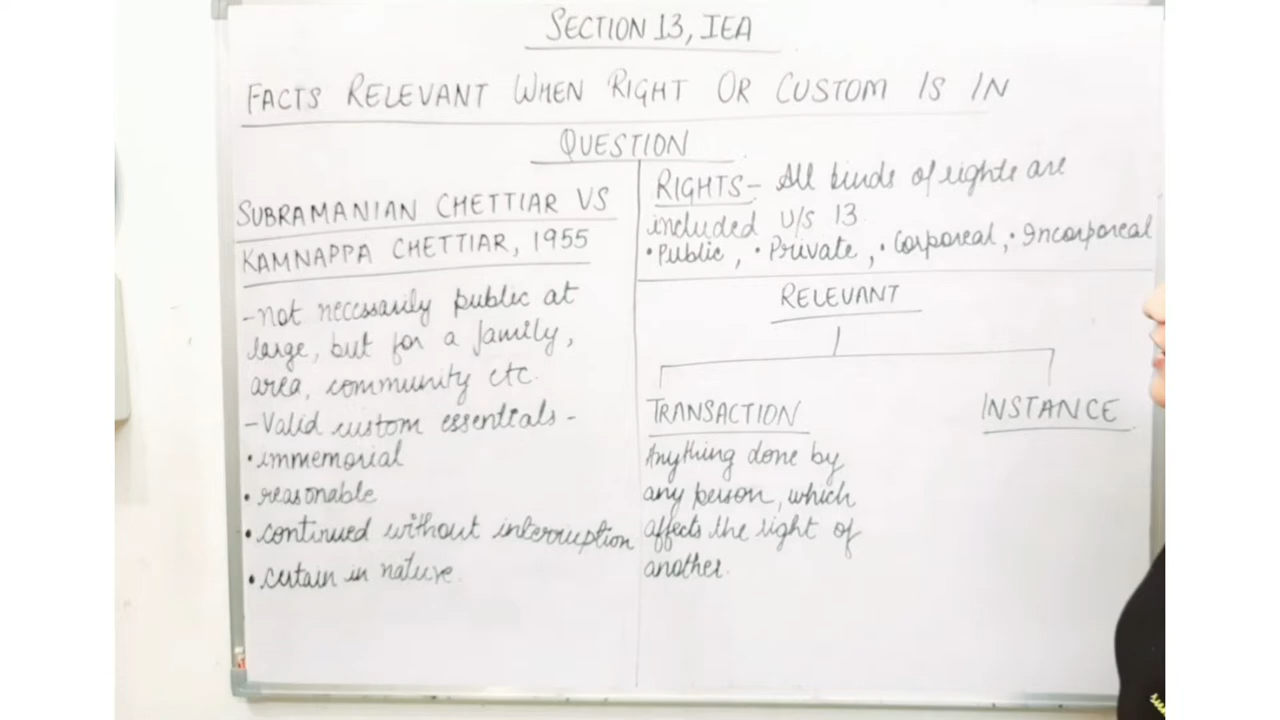 SECTION 13, IEA
FACTS RELEVANT WHEN RIGHT OR CUSTOM IS IN
QUESTION
SUBRAMANIAN CHETTIAR VS
KAMNAPPA CHETTIAR, 1955
-not necessarily public at
large, but for a family,
area, community etc.
-Valid custom essentials-
•immemorial
•reasonable
•continued without interruption
•certain in nature.
RIGHTS- All kinds of rights are
included U/S 13.
•Public, •Private, •Corporeal, •Incorporeal
RELEVANT
TRANSACTION
Anything done by
any person, which
affects the right of
another.
INSTANCE